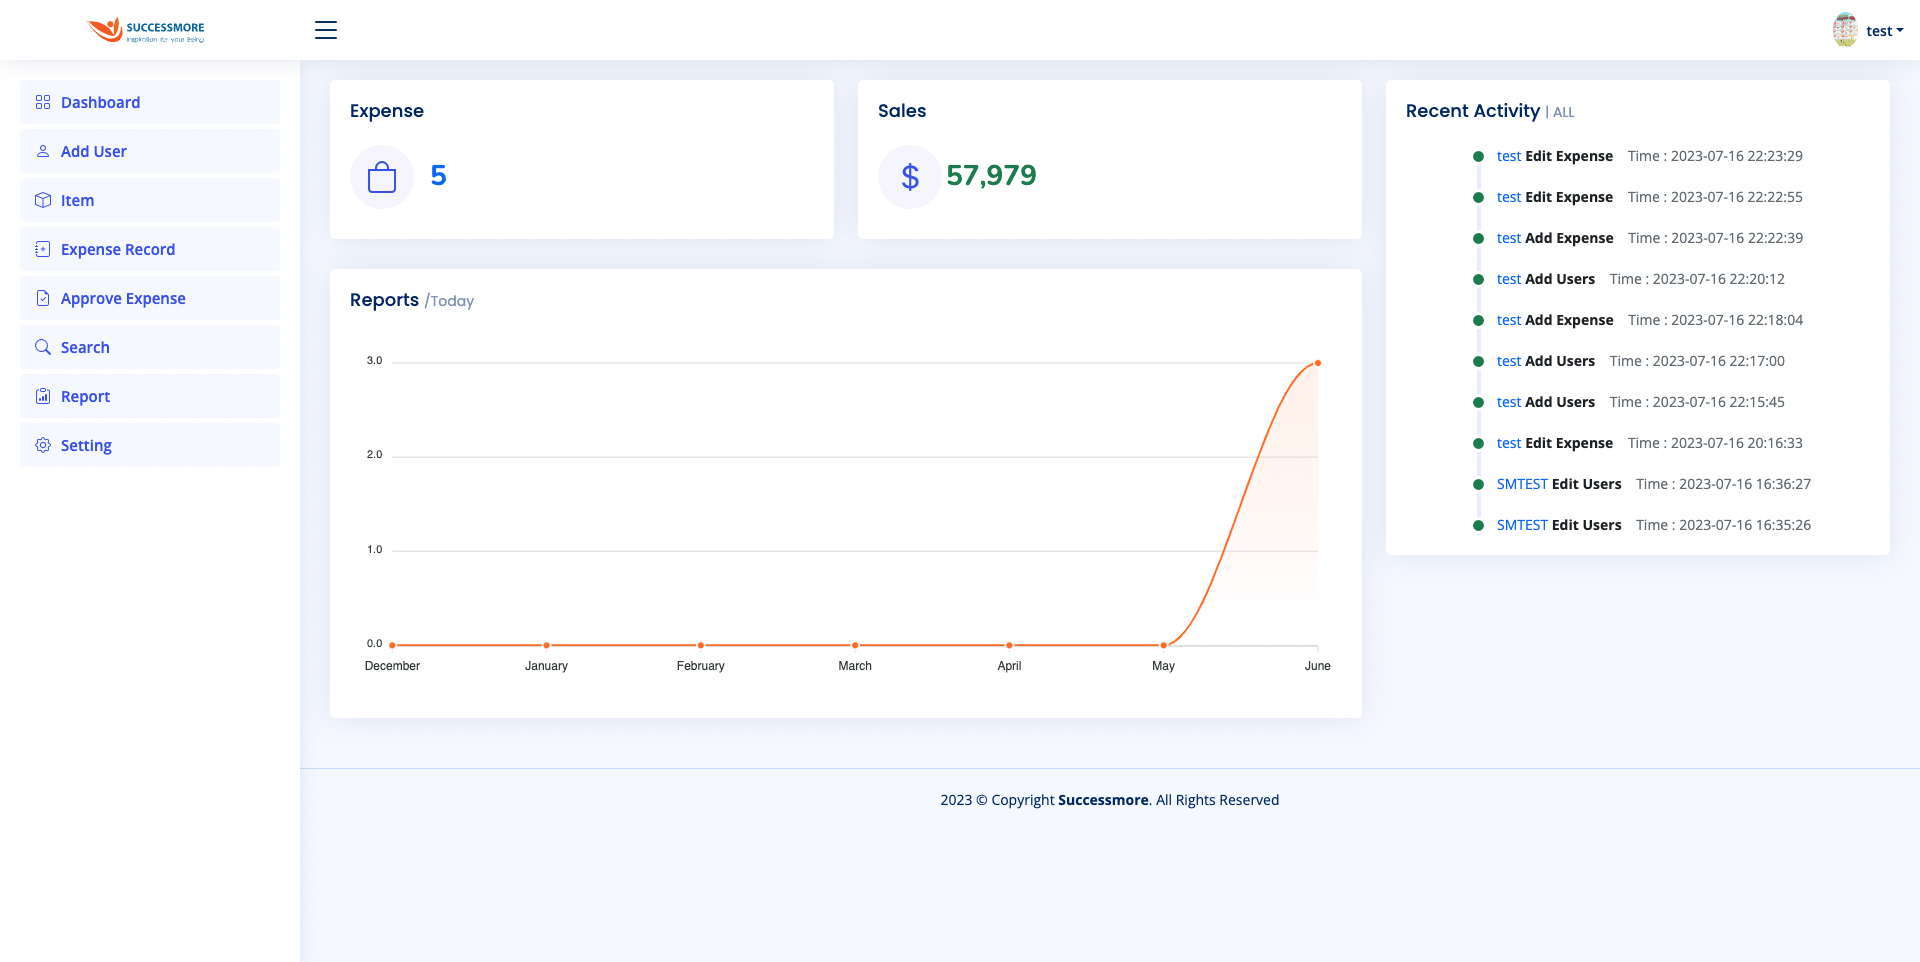 SUCCESSMORE
Inspiration for your Being
test
Dashboard
Add User
Item
Expense Record
Approve Expense
Search
Report
Setting
Expense
5
Sales
$ 57,979
Reports /Today
3.0
2.0
1.0
0.0
December January February March April May June
Recent Activity | ALL
test Edit Expense Time : 2023-07-16 22:23:29
test Edit Expense Time : 2023-07-16 22:22:55
test Add Expense Time : 2023-07-16 22:22:39
test Add Users Time : 2023-07-16 22:20:12
test Add Expense Time : 2023-07-16 22:18:04
test Add Users Time : 2023-07-16 22:17:00
test Add Users Time : 2023-07-16 22:15:45
test Edit Expense Time : 2023-07-16 20:16:33
SMTEST Edit Users Time : 2023-07-16 16:36:27
SMTEST Edit Users Time : 2023-07-16 16:35:26
2023 © Copyright Successmore. All Rights Reserved